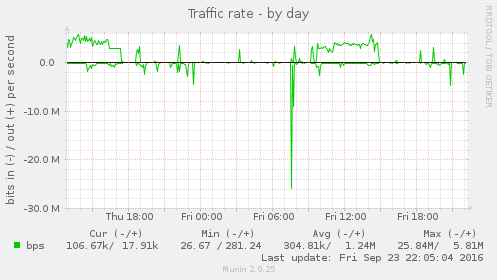 Traffic rate - by day
RRDTOOL / TOBI OETIKER
bits in (-) / out (+) per second
0.0
-10.0 M
-20.0 M
-30.0 M
Thu 18:00 Fri 00:00 Fri 06:00 Fri 12:00 Fri 18:00
Cur (-/+) Min (-/+) Avg (-/+) Max (-/+)
bps 106.67k/ 17.91k 26.67 / 281.24 304.81k/ 1.24M 25.84M/ 5.81M
Last update: Fri Sep 23 22:05:04 2016
Munin 2.0.25